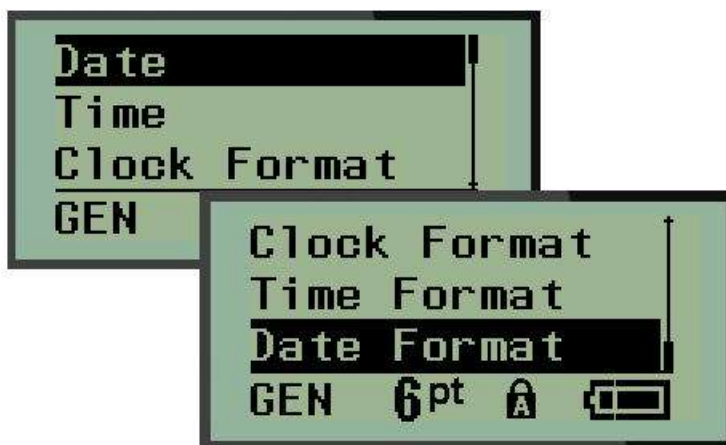 Date
Time
Clock Format
GEN
Clock Format
Time Format
Date Format
GEN 6pt A